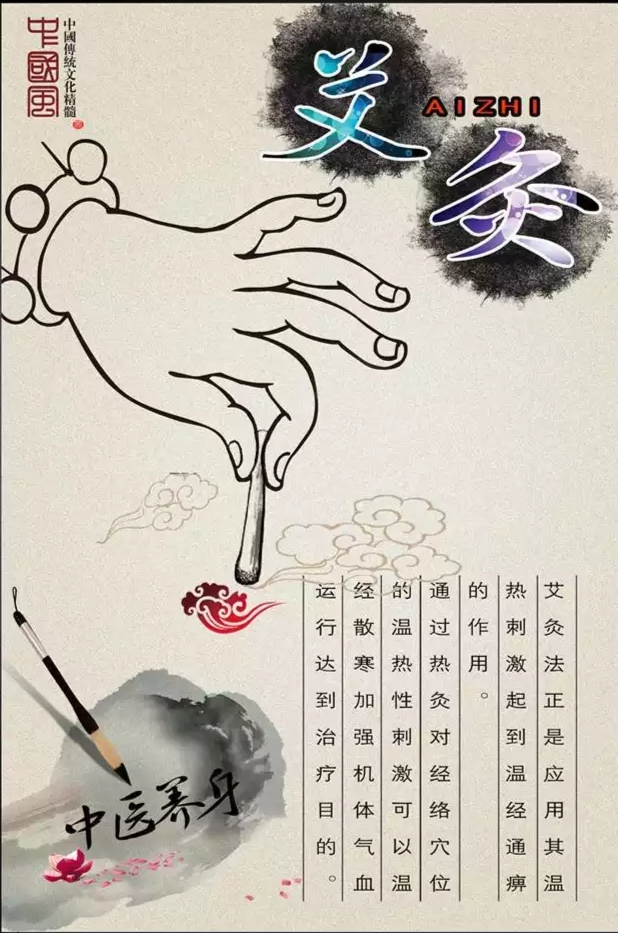 中國風
中國傳統文化精髓
艾灸
AIZHI
艾灸法正是应用其温
热刺激起到温经通痹
的作用。
通过热灸对经络穴位
的温热性刺激可以温
经散寒加强机体气血
运行达到治疗目的。
中医养身